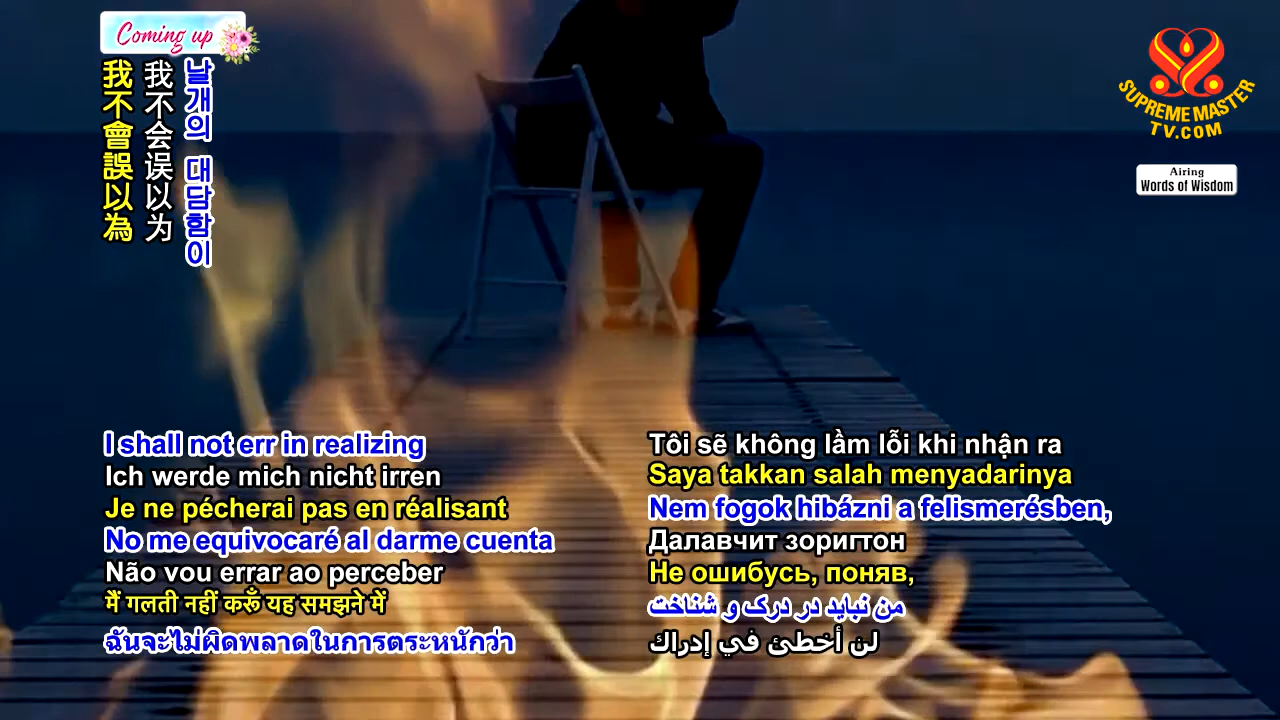 Coming up
我不會誤以為
我不会误以为
날개의 대담함이
SUPREME MASTER
TV.COM
Airing
Words of Wisdom
I shall not err in realizing
Ich werde mich nicht irren
Je ne pécherai pas en réalisant
No me equivocaré al darme cuenta
Não vou errar ao perceber
मैं गलती नहीं करूँ यह समझने में
ฉันจะไม่ผิดพลาดในการตระหนักว่า
Tôi sẽ không lầm lỗi khi nhận ra
Saya takkan salah menyadarinya
Nem fogok hibázni a felismerésben,
Далавчит зоригтон
Не ошибусь, поняв,
من نباید در درک و شناخت
لن أخطئ في إدراك